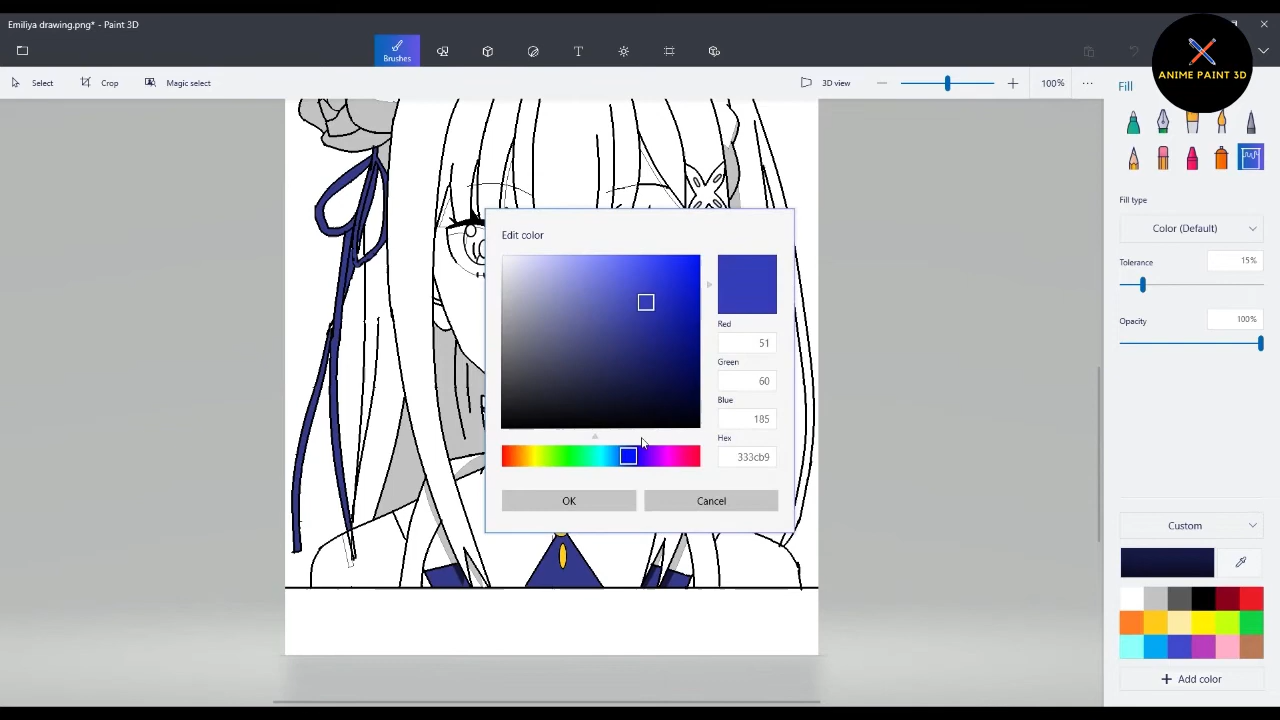 Emiliya drawing.png* - Paint 3D
Brushes
ANIME PAINT 3D
Select
Crop
Magic select
3D view
100%
Fill
Fill type
Color (Default)
Tolerance
15%
Opacity
100%
Edit color
Red
51
Green
60
Blue
185
Hex
333cb9
OK
Cancel
Custom
Add color